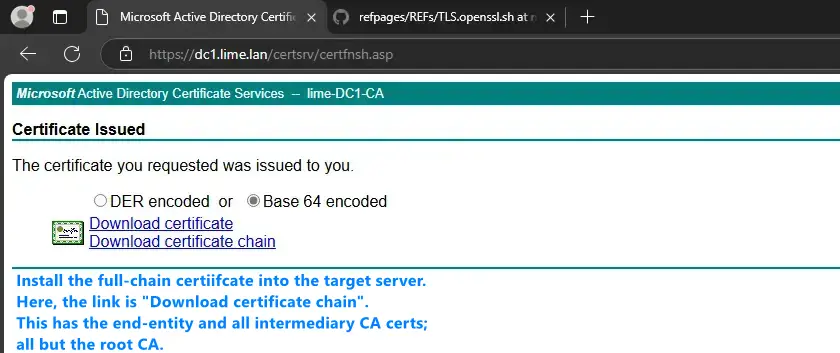 Microsoft Active Directory Certific
refpages/REFs/TLS.openssl.sh at n
https://dc1.lime.lan/certsrv/certfnsh.asp
Microsoft Active Directory Certificate Services -- lime-DC1-CA
Certificate Issued
The certificate you requested was issued to you.
DER encoded or Base 64 encoded
Download certificate
Download certificate chain
Install the full-chain certiifcate into the target server.
Here, the link is "Download certificate chain".
This has the end-entity and all intermediary CA certs;
all but the root CA.